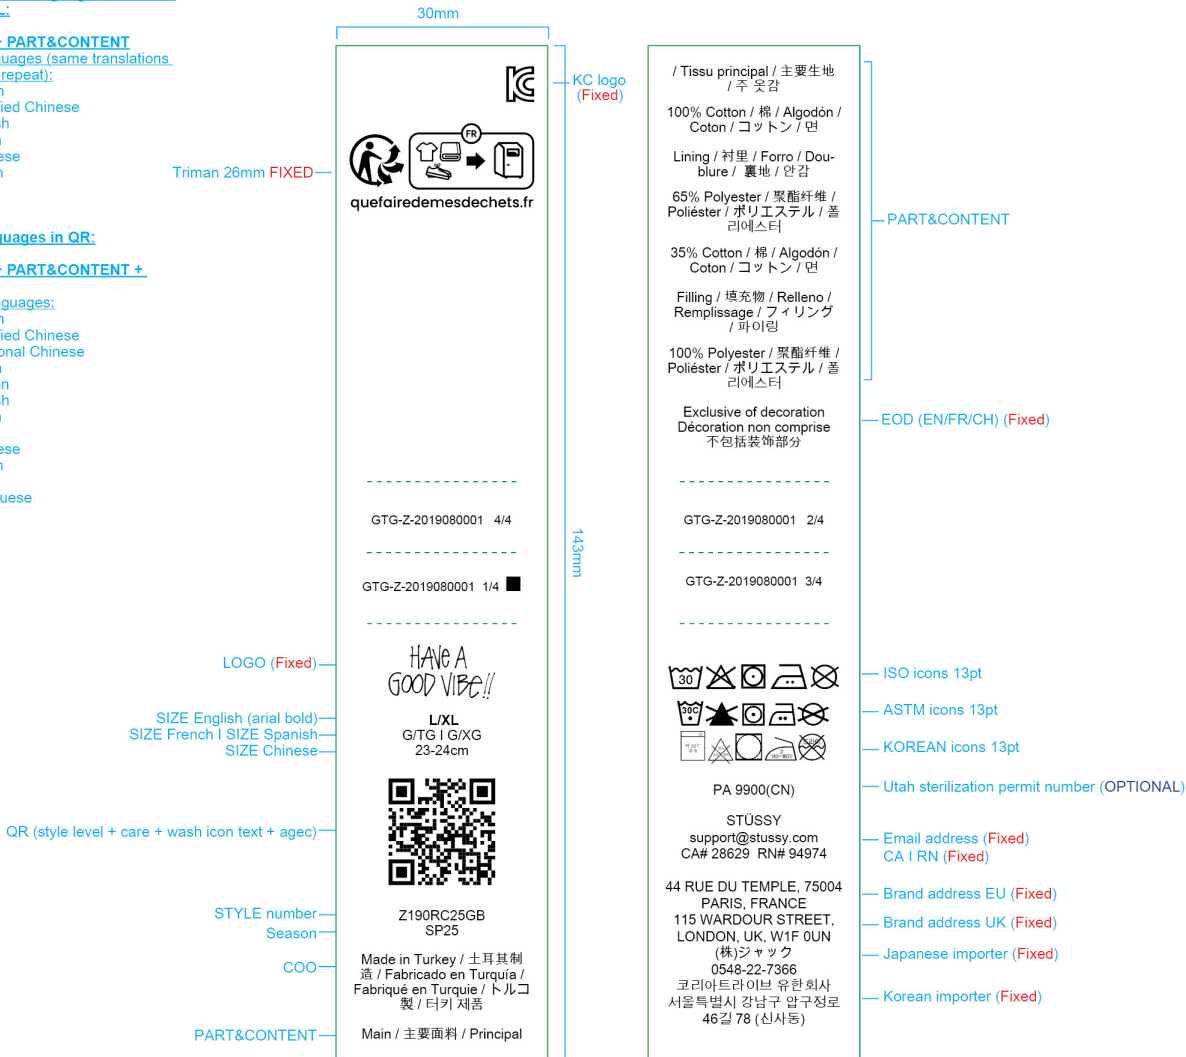 L:
PART&CONTENT
uages (same translations
repeat):
fied Chinese
guages in QR:
PART&CONTENT +
guages:
fied Chinese
onal Chinese
30mm
143mm
KC logo
(Fixed)
Triman 26mm FIXED
FR
quefairedemesdechets.fr
GTG-Z-2019080001 4/4
GTG-Z-2019080001 1/4
LOGO (Fixed)
HAVE A
GOOD VIBE!!
SIZE English (arial bold)
SIZE French I SIZE Spanish
SIZE Chinese
L/XL
G/TG I G/XG
23-24cm
QR (style level + care + wash icon text + agec)
STYLE number
Season
Z190RC25GB
SP25
COO
Made in Turkey / 土耳其制
造 / Fabricado en Turquía /
Fabriqué en Turquie / トルコ
製 / 터키 제품
PART&CONTENT
Main / 主要面料 / Principal
/ Tissu principal / 主要生地
/ 주 옷감
100% Cotton / 棉 / Algodón /
Coton / コットン / 면
Lining / 衬里 / Forro / Dou-
blure / 裏地 / 안감
65% Polyester / 聚酯纤维 /
Poliéster / ポリエステル / 폴
리에스터
35% Cotton / 棉 / Algodón /
Coton / コットン / 면
Filling / 填充物 / Relleno /
Remplissage / フィリング
/ 파이링
100% Polyester / 聚酯纤维 /
Poliéster / ポリエステル / 폴
리에스터
PART&CONTENT
Exclusive of decoration
Décoration non comprise
不包括装饰部分
EOD (EN/FR/CH) (Fixed)
GTG-Z-2019080001 2/4
GTG-Z-2019080001 3/4
30
ISO icons 13pt
30C
ASTM icons 13pt
KOREAN icons 13pt
PA 9900(CN)
Utah sterilization permit number (OPTIONAL)
STÜSSY
support@stussy.com
CA# 28629 RN# 94974
Email address (Fixed)
CA I RN (Fixed)
44 RUE DU TEMPLE, 75004
PARIS, FRANCE
115 WARDOUR STREET,
LONDON, UK, W1F 0UN
(株)ジャック
0548-22-7366
코리아트라이브 유한회사
서울특별시 강남구 압구정로
46길 78 (신사동)
Brand address EU (Fixed)
Brand address UK (Fixed)
Japanese importer (Fixed)
Korean importer (Fixed)